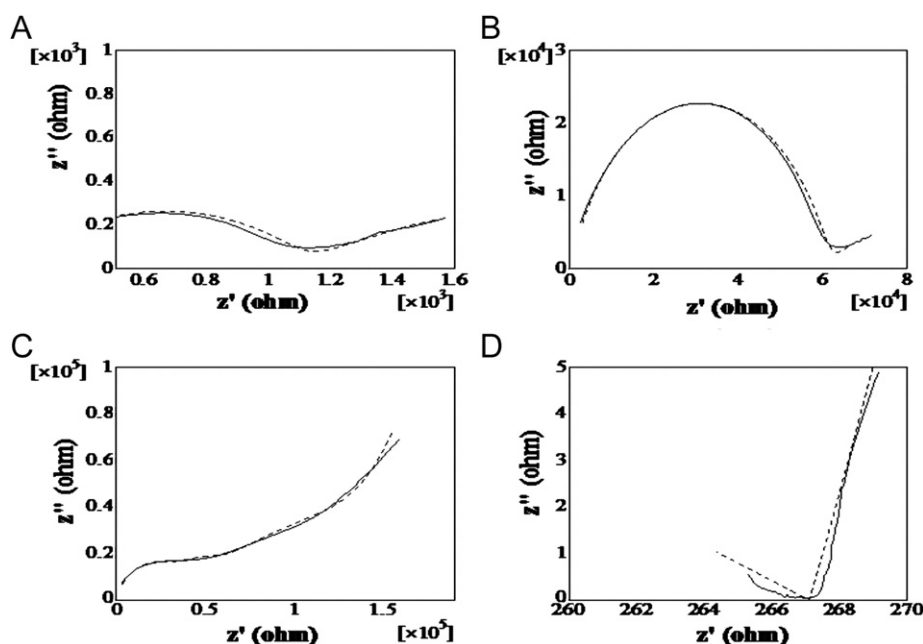 A
[×10³] 1
0.8
0.6
0.4
0.2
0
z'' (ohm)
0.6 0.8 1 1.2 1.4 1.6
z' (ohm) [×10³]
B
[×10⁴] 3
2
1
0
z'' (ohm)
0 2 4 6 8
z' (ohm) [×10⁴]
C
1
[×10⁵]
0.8
0.6
0.4
0.2
0
z'' (ohm)
0 0.5 1 1.5
z' (ohm) [×10⁵]
D
5
4
3
2
1
0
z'' (ohm)
260 262 264 266 268 270
z' (ohm)